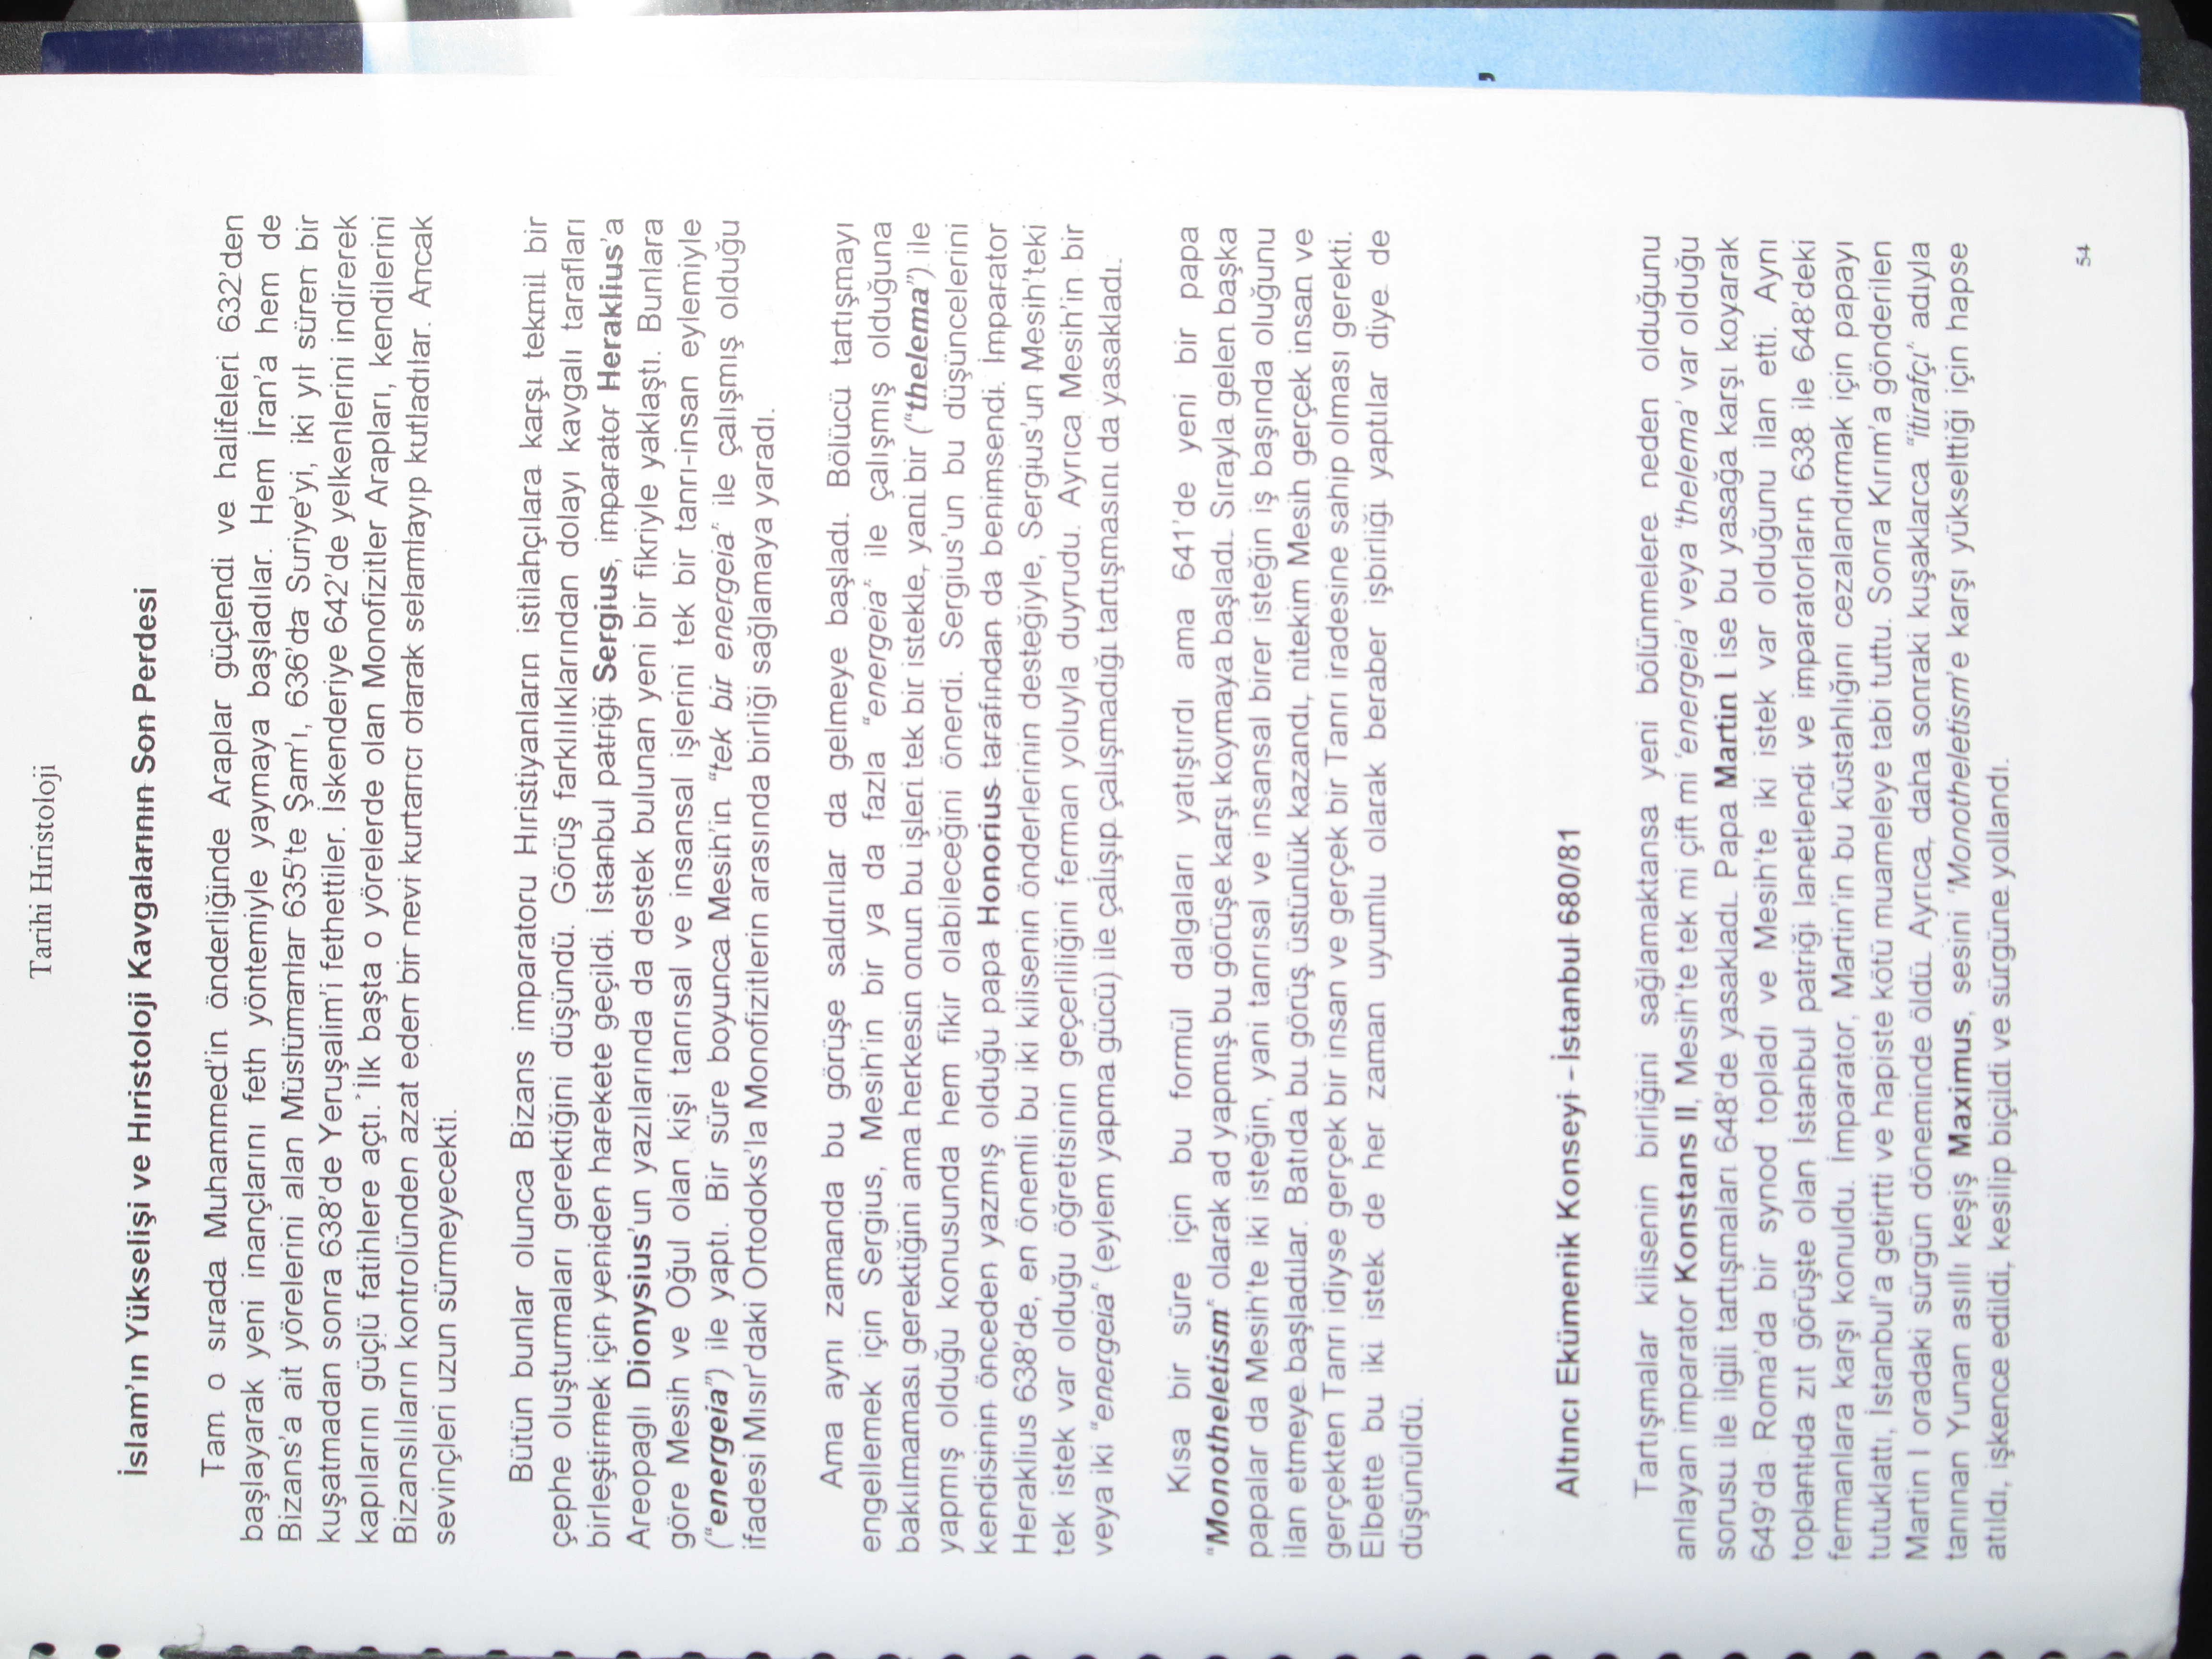 Tarihi Hıristoloji
İslam'ın Yükselişi ve Hıristoloji Kavgalarının Son Perdesi
Tam o sırada Muhammed'in önderliğinde Araplar güçlendi ve halifeleri 632'den
başlayarak yeni inançlarını feth yöntemiyle yaymaya başladılar. Hem İran'a hem de
Bizans'a ait yörelerini alan Müslümanlar 635'te Şam'ı, 636'da Suriye'yi, iki yıl süren bir
kuşatmadan sonra 638'de Yeruşalim'i fethettiler. İskenderiye 642'de yelkenlerini indirerek
kapılarını güçlü fatihlere açtı. İlk başta o yörelerde olan Monofizitler Arapları, kendilerini
Bizanslıların kontrolünden azat eden bir nevi kurtarıcı olarak selamlayıp kutladılar. Ancak
sevinçleri uzun sürmeyecekti.
Bütün bunlar olunca Bizans imparatoru Hıristiyanların istilahçılara karşı tekmil bir
çephe oluşturmaları gerektiğini düşündü. Görüş farklılıklarından dolayı kavgalı tarafları
birleştirmek için yeniden harekete geçildi. İstanbul patriği Sergius, imparator Heraklius'a
Areopaglı Dionysius'un yazılarında da destek bulunan yeni bir fikriyle yaklaştı. Bunlara
göre Mesih ve Oğul olan kişi tanrısal ve insansal işlerini tek bir tanrı-insan eylemiyle
("energeia") ile yaptı. Bir süre boyunca Mesih'in "tek bir energeia" ile çalışmış olduğu
ifadesi Mısır'daki Ortodoks'la Monofizitlerin arasında birliği sağlamaya yaradı.
Ama aynı zamanda bu görüşe saldırılar da gelmeye başladı. Bölücü tartışmayı
engellemek için Sergius, Mesih'in bir ya da fazla "energeia" ile çalışmış olduğuna
bakılmaması gerektiğini ama herkesin onun bu işleri tek bir istekle, yani bir ("thelema") ile
yapmış olduğu konusunda hem fikir olabileceğini önerdi. Sergius'un bu düşüncelerini
kendisinin önceden yazmış olduğu papa Honorius tarafından da benimsendi. İmparator
Heraklius 638'de, en önemli bu iki kilisenin önderlerinin desteğiyle, Sergius'un Mesih'teki
tek istek var olduğu öğretisinin geçerliliğini ferman yoluyla duyrudu. Ayrıca Mesih'in bir
veya iki "energeia" (eylem yapma gücü) ile çalışıp çalışmadığı tartışmasını da yasakladı.
Kısa bir süre için bu formül dalgaları yatıştırdı ama 641'de yeni bir papa
"Monotheletism" olarak ad yapmış bu görüşe karşı koymaya başladı. Sırayla gelen başka
papalar da Mesih'te iki isteğin, yani tanrısal ve insansal birer isteğin iş başında oluğunu
ilan etmeye başladılar. Batıda bu görüş üstünlük kazandı, nitekim Mesih gerçek insan ve
gerçekten Tanrı idiyse gerçek bir insan ve gerçek bir Tanrı iradesine sahip olması gerekti.
Elbette bu iki istek de her zaman uyumlu olarak beraber işbirliği yaptılar diye de
düşünüldü.
Altıncı Ekümenik Konseyi - İstanbul 680/81
Tartışmalar kilisenin birliğini sağlamaktansa yeni bölünmelere neden olduğunu
anlayan imparator Konstans II, Mesih'te tek mi çift mi 'energeia' veya 'thelema' var olduğu
sorusu ile ilgili tartışmaları 648'de yasakladı. Papa Martin I ise bu yasağa karşı koyarak
649'da Roma'da bir synod topladı ve Mesih'te iki istek var olduğunu ilan etti. Aynı
toplantıda zıt görüşte olan İstanbul patriği lanetlendi ve imparatorların 638 ile 648'deki
fermanlara karşı konuldu. İmparator, Martin'in bu küstahlığını cezalandırmak için papayı
tutuklattı, İstanbul'a getirtti ve hapiste kötü muameleye tabi tuttu. Sonra Kırım'a gönderilen
Martin I oradaki sürgün döneminde öldü. Ayrıca, daha sonraki kuşaklarca "itirafçı" adıyla
tanınan Yunan asıllı keşiş Maximus, sesini 'Monotheletism'e karşı yükselttiği için hapse
atıldı, işkence edildi, kesilip biçildi ve sürgüne yollandı.
54